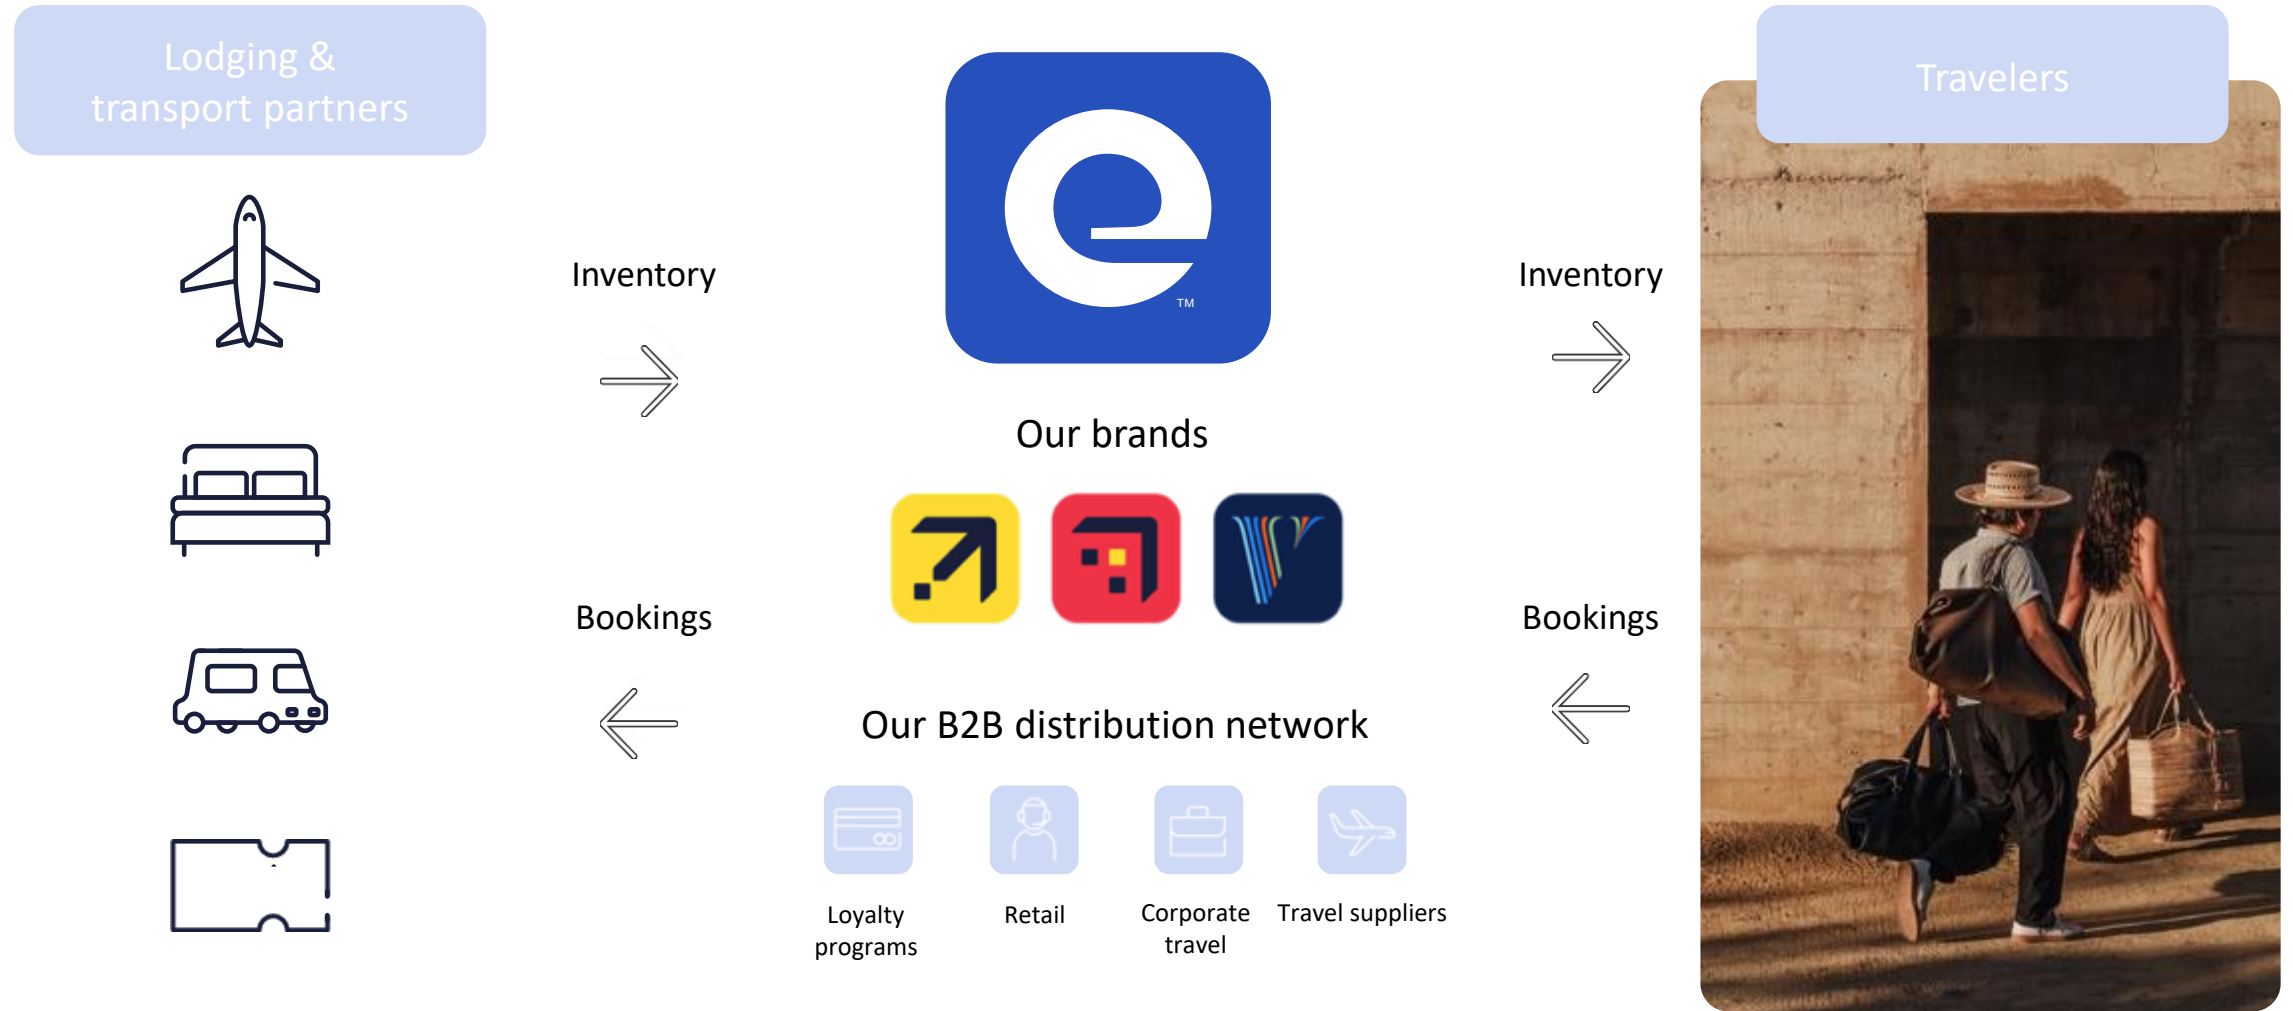 Lodging &
transport partners
Travelers
Inventory
Inventory
TM
Our brands
Bookings
Bookings
Our B2B distribution network
Loyalty
programs
Retail
Corporate
travel
Travel suppliers